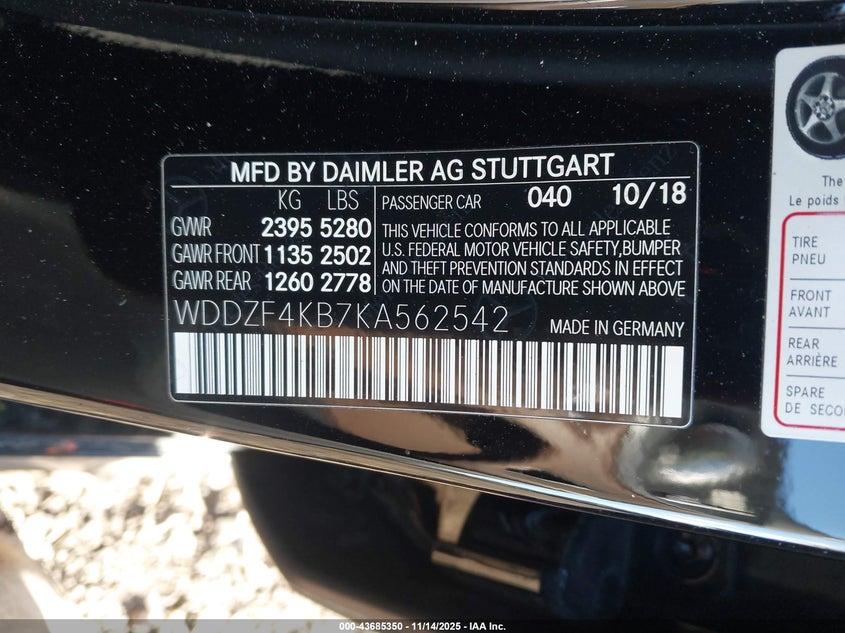 MFD BY DAIMLER AG STUTTGART
KG LBS
GVWR 2395 5280
GAWR FRONT 1135 2502
GAWR REAR 1260 2778
PASSENGER CAR 040 10/18
THIS VEHICLE CONFORMS TO ALL APPLICABLE
U.S. FEDERAL MOTOR VEHICLE SAFETY,BUMPER
AND THEFT PREVENTION STANDARDS IN EFFECT
ON THE DATE OF MANUFACTURE SHOWN ABOVE
WDDZF4KB7KA562542
MADE IN GERMANY
The
Le poids
TIRE
PNEU
FRONT
AVANT
REAR
ARRIÈRE
SPARE
DE SECO
000-43685350 - 11/14/2025 - IAA Inc.